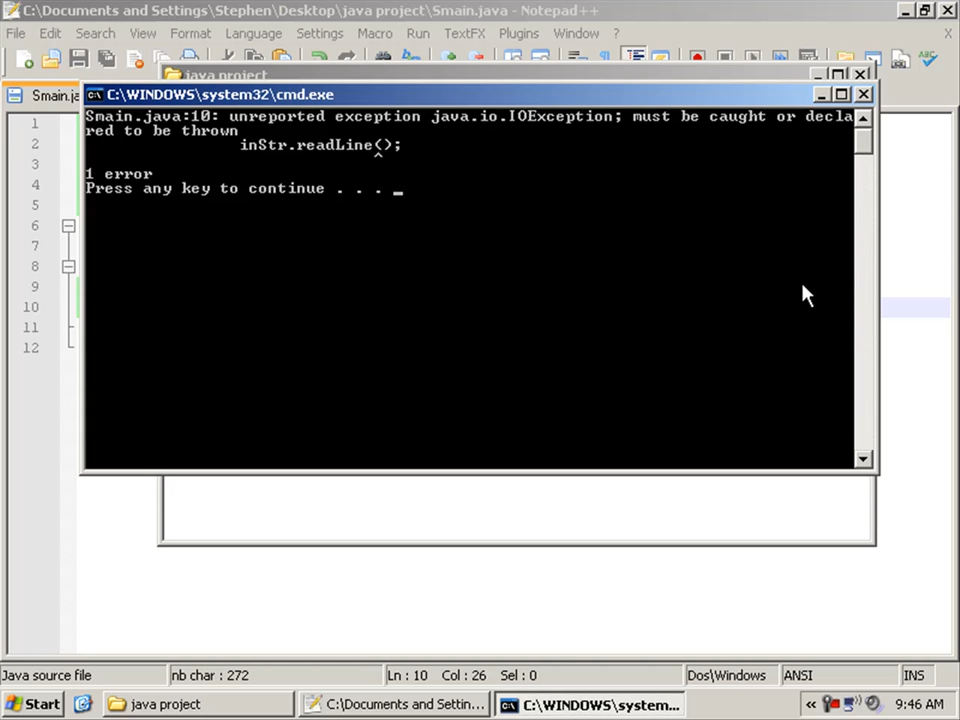 C:\Documents and Settings\Stephen\Desktop\java project\Smain.java - Notepad++
File Edit Search View Format Language Settings Macro Run TextFX Plugins Window ? X
java project
Smain.ja
C:\WINDOWS\system32\cmd.exe
Smain.java:10: unreported exception java.io.IOException; must be caught or decla
red to be thrown
inStr.readLine();
^
1 error
Press any key to continue . . . _
1
2
3
4
5
6
7
8
9
10
11
12
Java source file nb char : 272 Ln : 10 Col : 26 Sel : 0 Dos\Windows ANSI INS
Start java project C:\Documents and Settin... C:\WINDOWS\system... « 9:46 AM